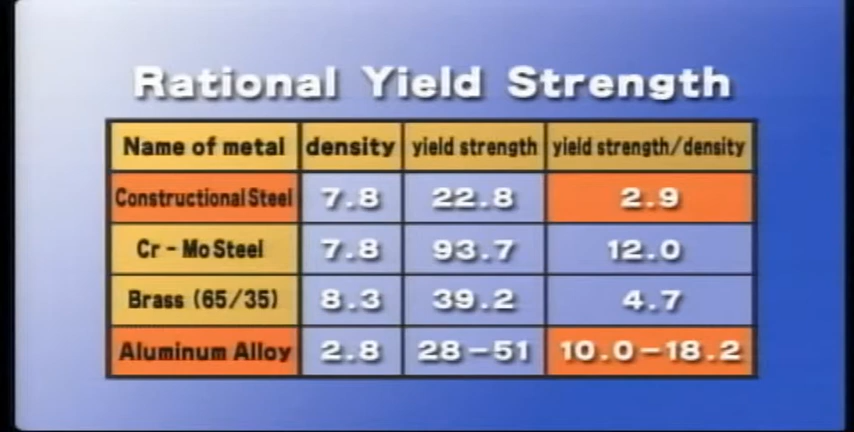 Rational Yield Strength
Name of metal density yield strength yield strength/density
Constructional Steel 7.8 22.8 2.9
Cr - Mo Steel 7.8 93.7 12.0
Brass (65/35) 8.3 39.2 4.7
Aluminum Alloy 2.8 28-51 10.0-18.2